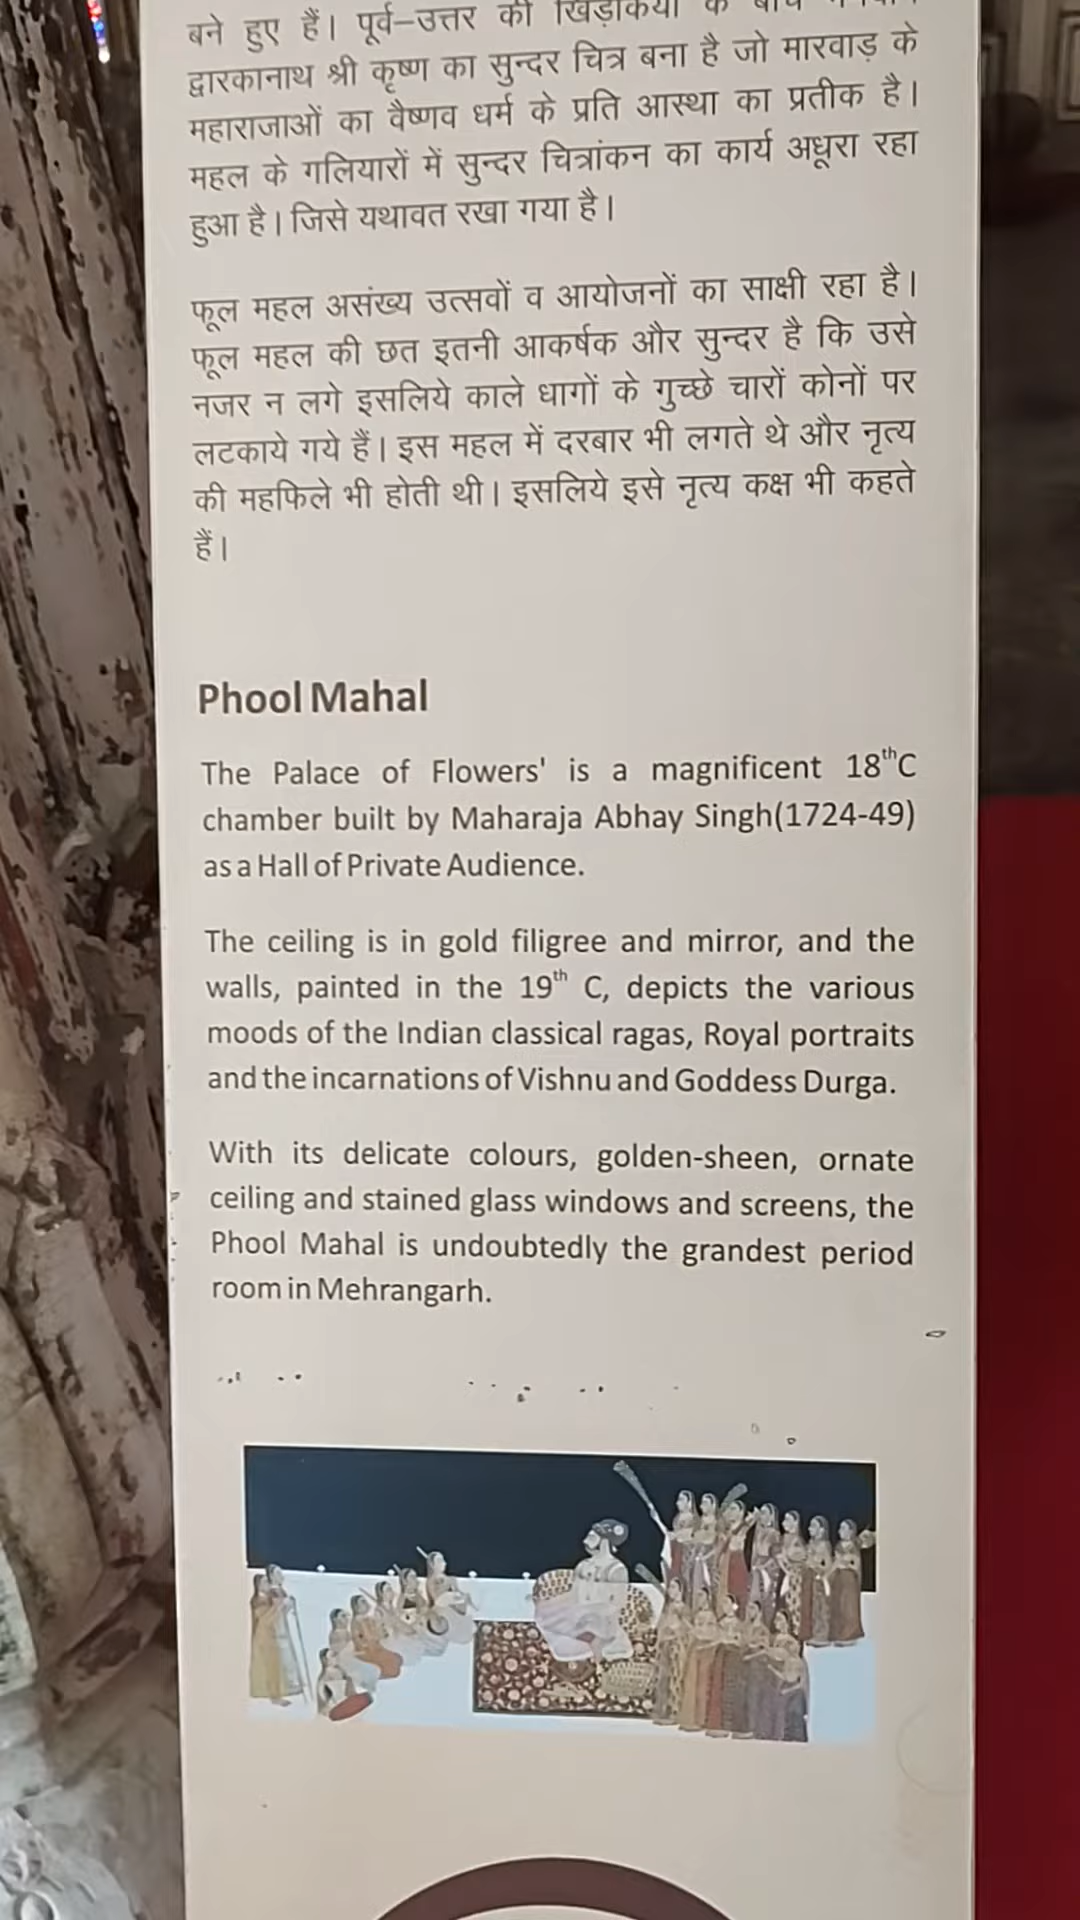 बने हुए हैं। पूर्व–उत्तर की खिड़कियों के बीच
द्वारकानाथ श्री कृष्ण का सुन्दर चित्र बना है जो मारवाड़ के
महाराजाओं का वैष्णव धर्म के प्रति आस्था का प्रतीक है।
महल के गलियारों में सुन्दर चित्रांकन का कार्य अधूरा रहा
हुआ है। जिसे यथावत रखा गया है।
फूल महल असंख्य उत्सवों व आयोजनों का साक्षी रहा है।
फूल महल की छत इतनी आकर्षक और सुन्दर है कि उसे
नजर न लगे इसलिये काले धागों के गुच्छे चारों कोनों पर
लटकाये गये हैं। इस महल में दरबार भी लगते थे और नृत्य
की महफिले भी होती थी। इसलिये इसे नृत्य कक्ष भी कहते
हैं।
Phool Mahal
The Palace of Flowers' is a magnificent 18thC
chamber built by Maharaja Abhay Singh(1724-49)
as a Hall of Private Audience.
The ceiling is in gold filigree and mirror, and the
walls, painted in the 19th C, depicts the various
moods of the Indian classical ragas, Royal portraits
and the incarnations of Vishnu and Goddess Durga.
With its delicate colours, golden-sheen, ornate
ceiling and stained glass windows and screens, the
Phool Mahal is undoubtedly the grandest period
room in Mehrangarh.